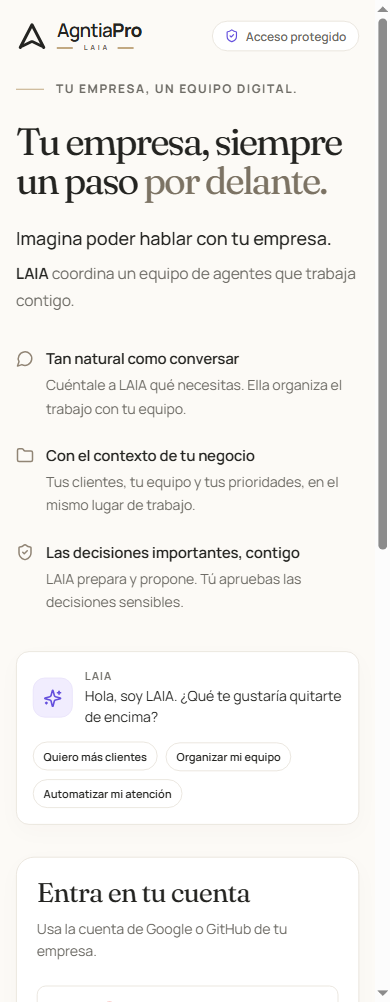 AgntiaPro
LAIA
Acceso protegido
TU EMPRESA, UN EQUIPO DIGITAL.
Tu empresa, siempre
un paso por delante.
Imagina poder hablar con tu empresa.
LAIA coordina un equipo de agentes que trabaja
contigo.
Tan natural como conversar
Cuéntale a LAIA qué necesitas. Ella organiza el
trabajo con tu equipo.
Con el contexto de tu negocio
Tus clientes, tu equipo y tus prioridades, en el
mismo lugar de trabajo.
Las decisiones importantes, contigo
LAIA prepara y propone. Tú apruebas las
decisiones sensibles.
LAIA
Hola, soy LAIA. ¿Qué te gustaría quitarte
de encima?
Quiero más clientes
Organizar mi equipo
Automatizar mi atención
Entra en tu cuenta
Usa la cuenta de Google o GitHub de tu
empresa.